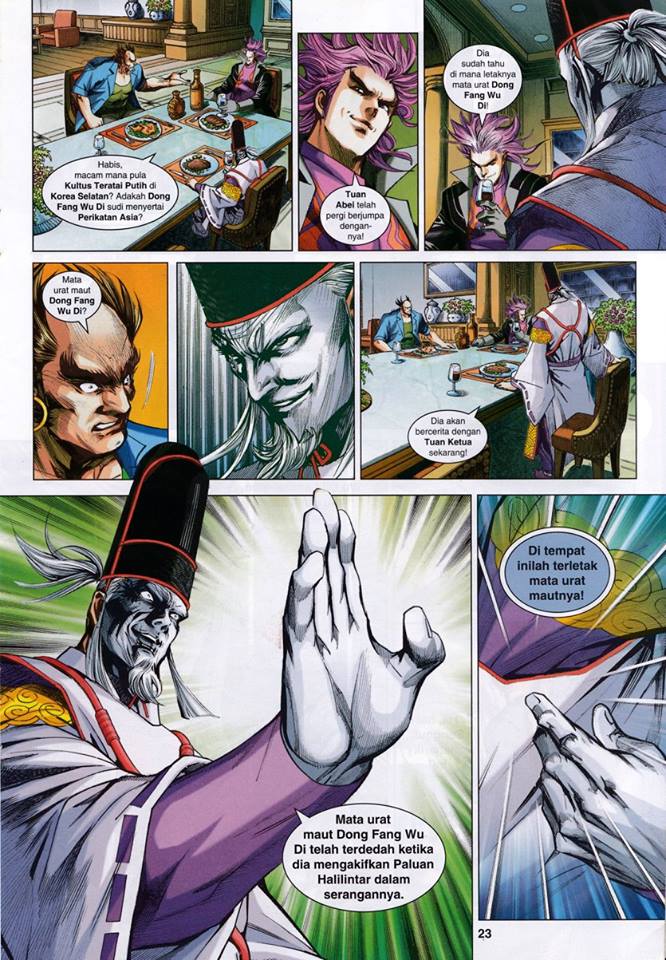 Habis,
macam mana pula
Kultus Teratai Putih di
Korea Selatan? Adakah Dong
Fang Wu Di sudi menyertai
Perikatan Asia?
Tuan
Abel telah
pergi berjumpa
dengan-
nya!
Dia
sudah tahu
di mana letaknya
mata urat Dong
Fang Wu
Di!
Mata
urat maut
Dong Fang
Wu Di?
Dia akan
bercerita dengan
Tuan Ketua
sekarang!
Mata urat
maut Dong Fang Wu
Di telah terdedah ketika
dia mengakifkan Paluan
Halilintar dalam
serangannya.
Di tempat
inilah terletak
mata urat
mautnya!
23